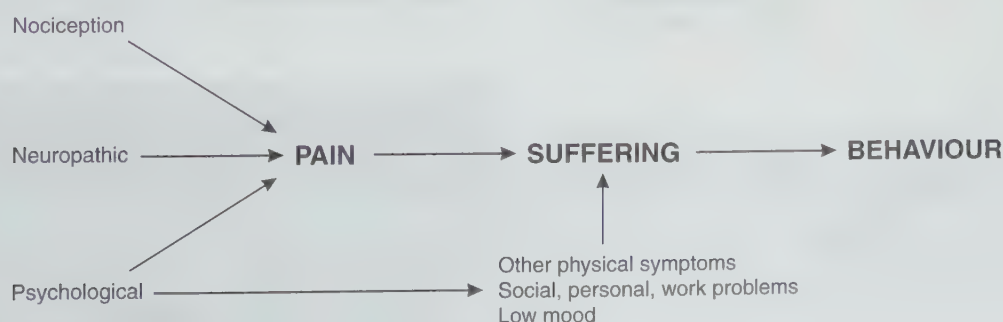 Nociception
Neuropathic
PAIN
SUFFERING
BEHAVIOUR
Psychological
Other physical symptoms
Social, personal, work problems
Low mood